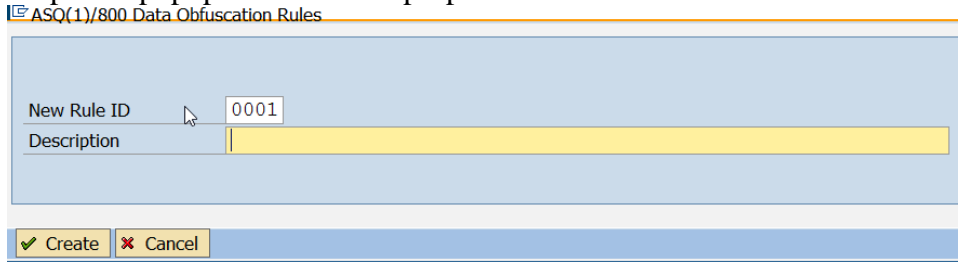 ASQ(1)/800 Data Obfuscation Rules
New Rule ID 0001
Description
Create Cancel